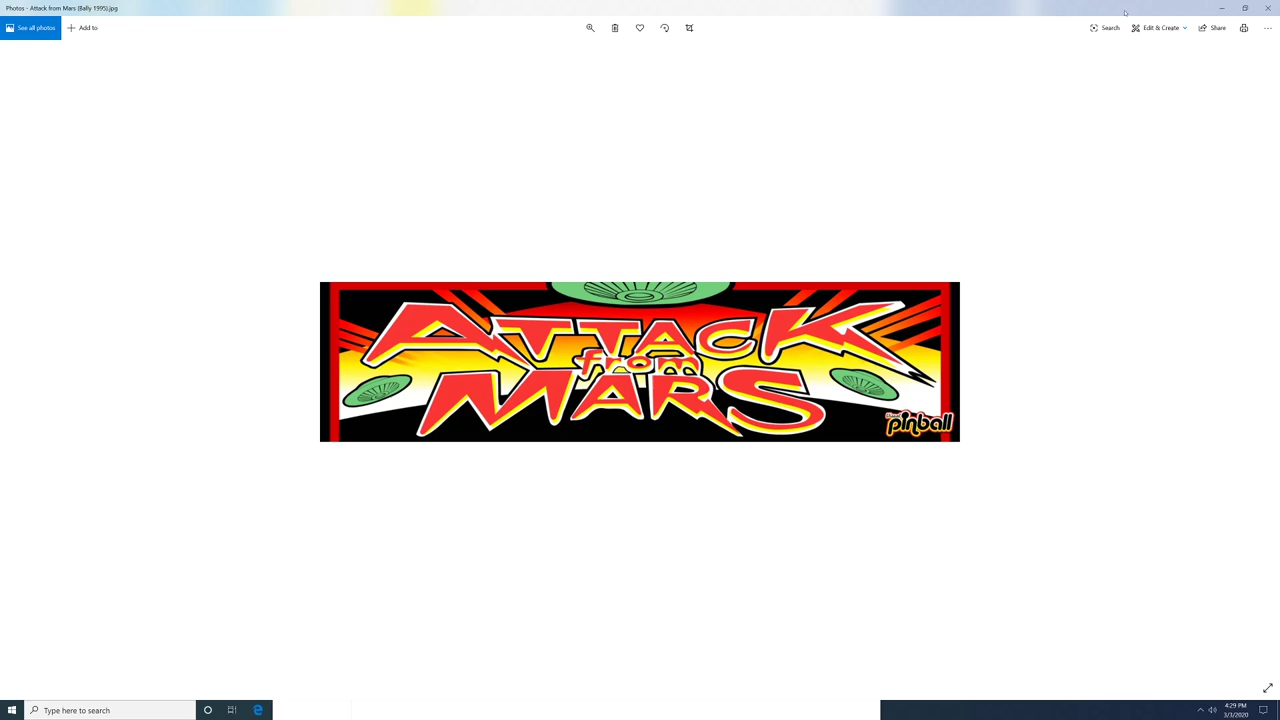 Photos - Attack from Mars (Bally 1995).jpg
See all photos
Add to
Search
Edit & Create
Share
ATTACK
from
MARS
pinball
Type here to search
4:29 PM
3/3/2020